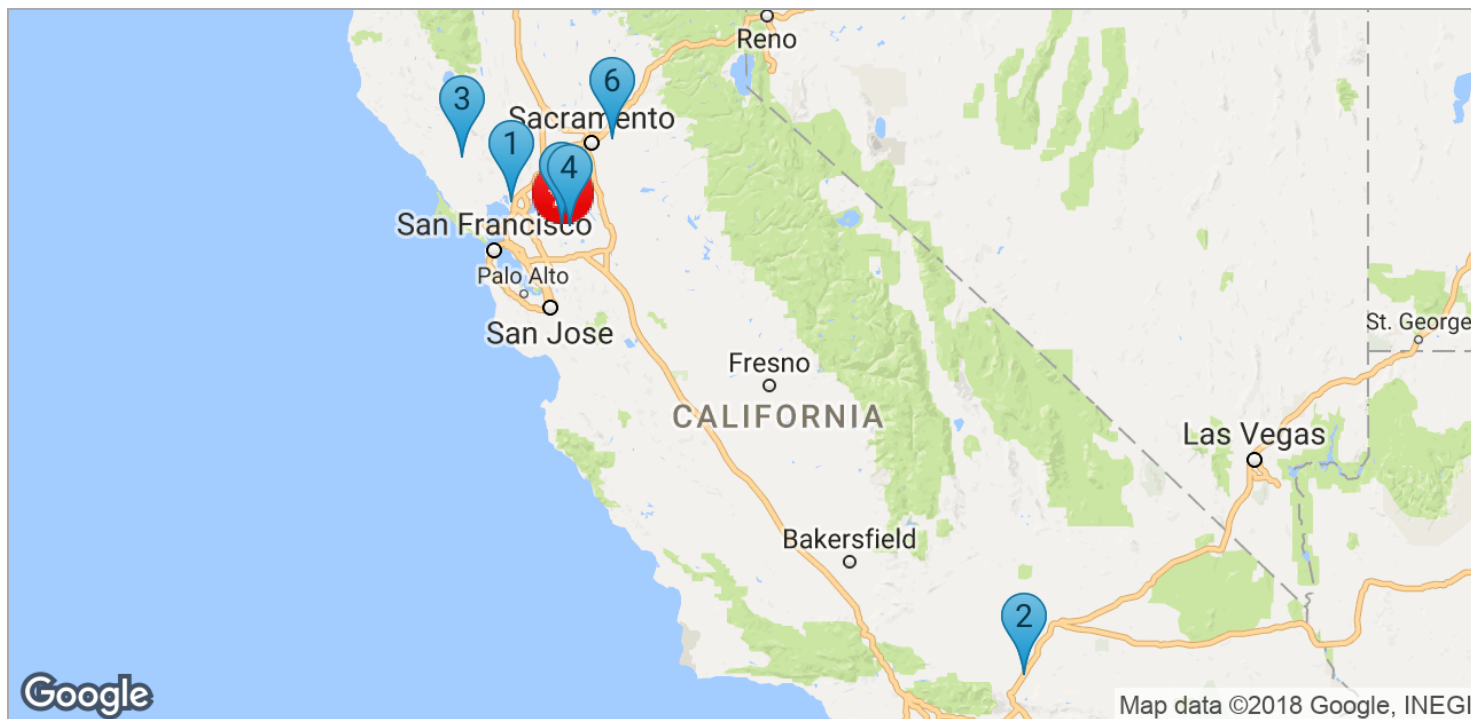 Reno
6
3
Sacramento
1
4
San Francisco
Palo Alto
San Jose
St. George
Fresno
CALIFORNIA
Las Vegas
Bakersfield
2
Google
Map data ©2018 Google, INEGI